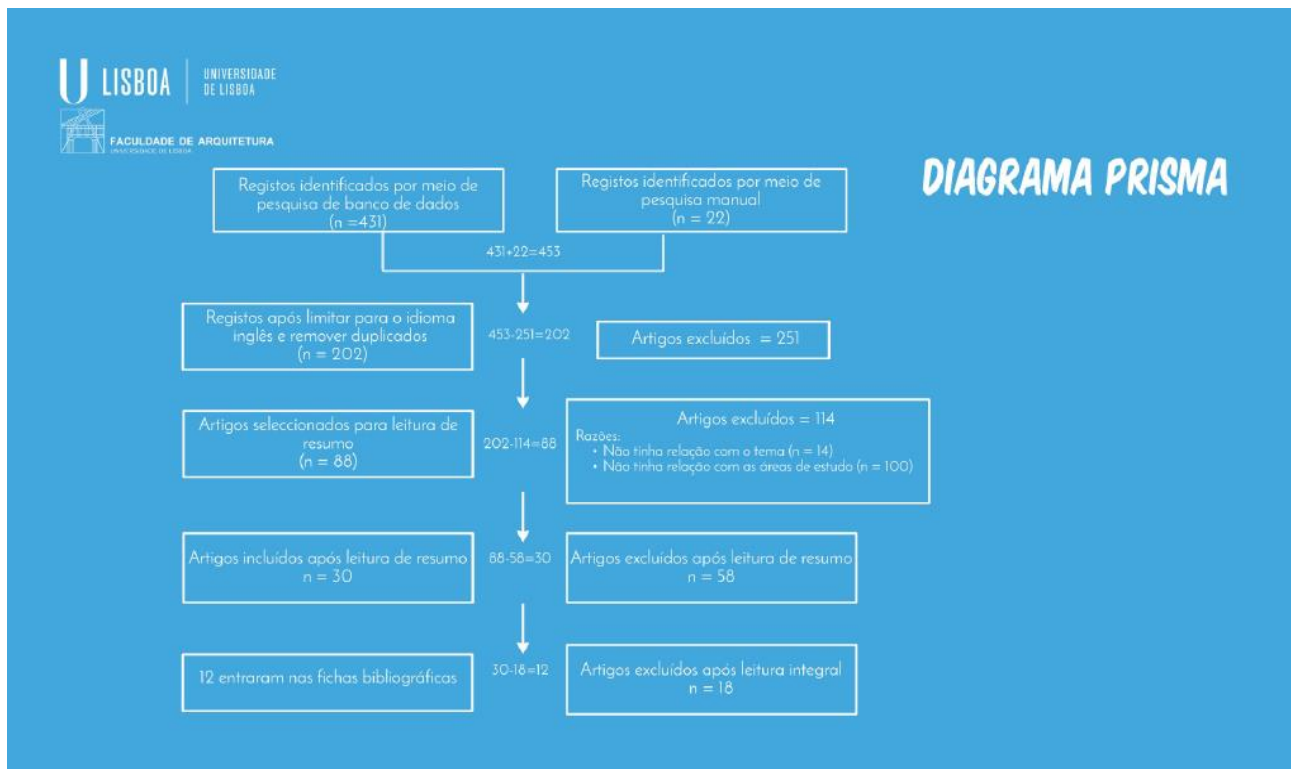 U LISBOA
UNIVERSIDADE
DE LISBOA
FACULDADE DE ARQUITETURA
UNIVERSIDADE DE LISBOA
DIAGRAMA PRISMA
Registos identificados por meio de
pesquisa de banco de dados
(n =431)
Registos identificados por meio de
pesquisa manual
(n = 22)
431+22=453
Registos após limitar para o idioma
inglês e remover duplicados
(n = 202)
453-251=202
Artigos excluídos = 251
Artigos seleccionados para leitura de
resumo
(n = 88)
202-114=88
Artigos excluídos = 114
Razões:
• Não tinha relação com o tema (n = 14)
• Não tinha relação com as áreas de estudo (n = 100)
Artigos incluídos após leitura de resumo
n = 30
88-58=30
Artigos excluídos após leitura de resumo
n = 58
12 entraram nas fichas bibliográficas
30-18=12
Artigos excluídos após leitura integral
n = 18